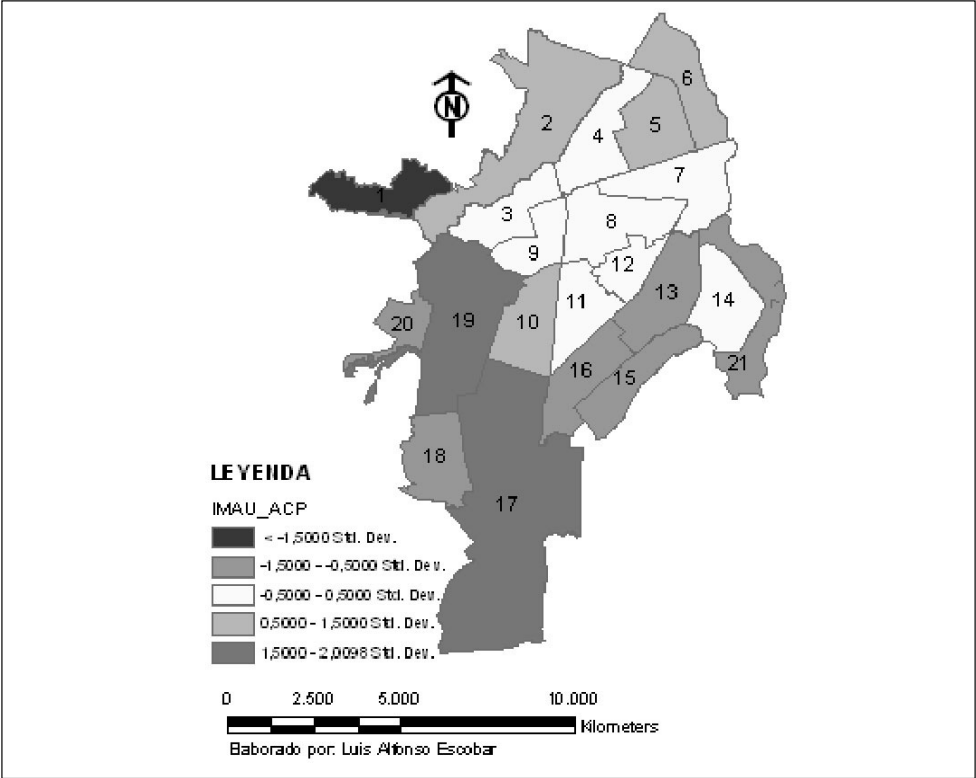 N
6
2
4
5
7
1
3
8
9
12
13
14
11
10
19
20
16
15
21
18
17
LEYENDA
IMAU_ACP
< -1,5000 Std. Dev.
-1,5000 - -0,5000 Std. Dev.
-0,5000 - 0,5000 Std. Dev.
0,5000 - 1,5000 Std. Dev.
1,5000 - 2,0098 Std. Dev.
0 2.500 5.000 10.000
Kilometers
Elaborado por: Luis Alfonso Escobar